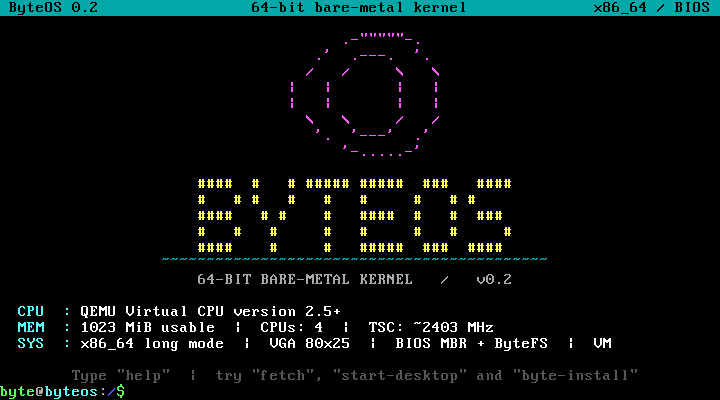 ByteOS 0.2 64-bit bare-metal kernel x86_64 / BIOS
BYTEOS
64-BIT BARE-METAL KERNEL / v0.2
CPU : QEMU Virtual CPU version 2.5+
MEM : 1023 MiB usable ¦ CPUs: 4 ¦ TSC: ~2403 MHz
SYS : x86_64 long mode ¦ VGA 80x25 ¦ BIOS MBR + ByteFS ¦ VM
Type "help" ¦ try "fetch", "start-desktop" and "byte-install"
byte@byteos:/$